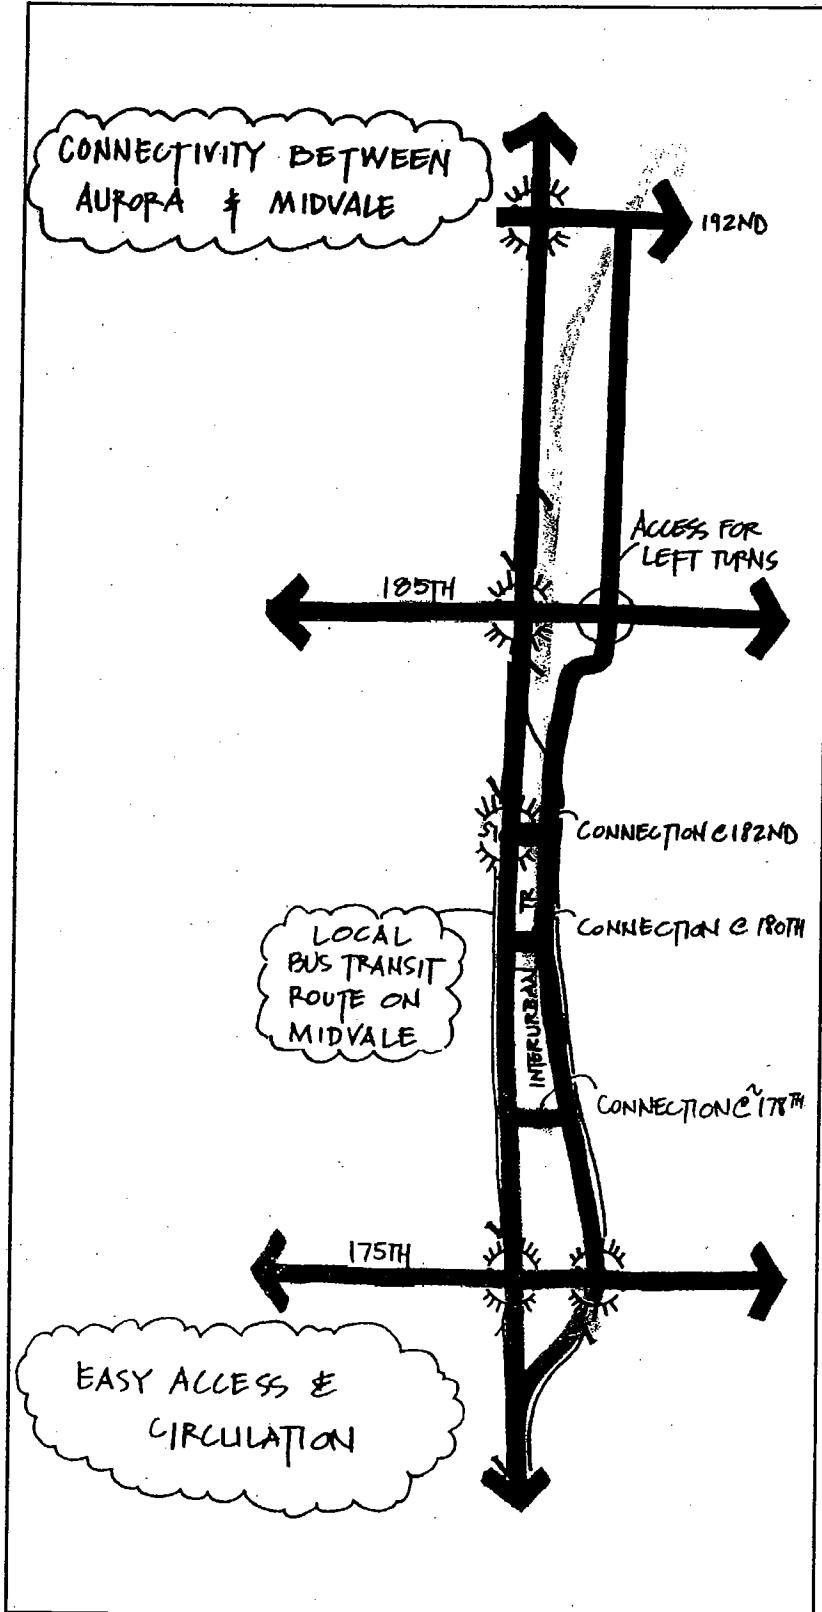 CONNECTIVITY BETWEEN
AURORA & MIDVALE
192ND
ACCESS FOR
LEFT TURNS
185TH
CONNECTION @ 182ND
CONNECTION @ 180TH
LOCAL
BUS TRANSIT
ROUTE ON
MIDVALE
INTERURBAN TR
CONNECTION @ ~178TH
175TH
EASY ACCESS &
CIRCULATION